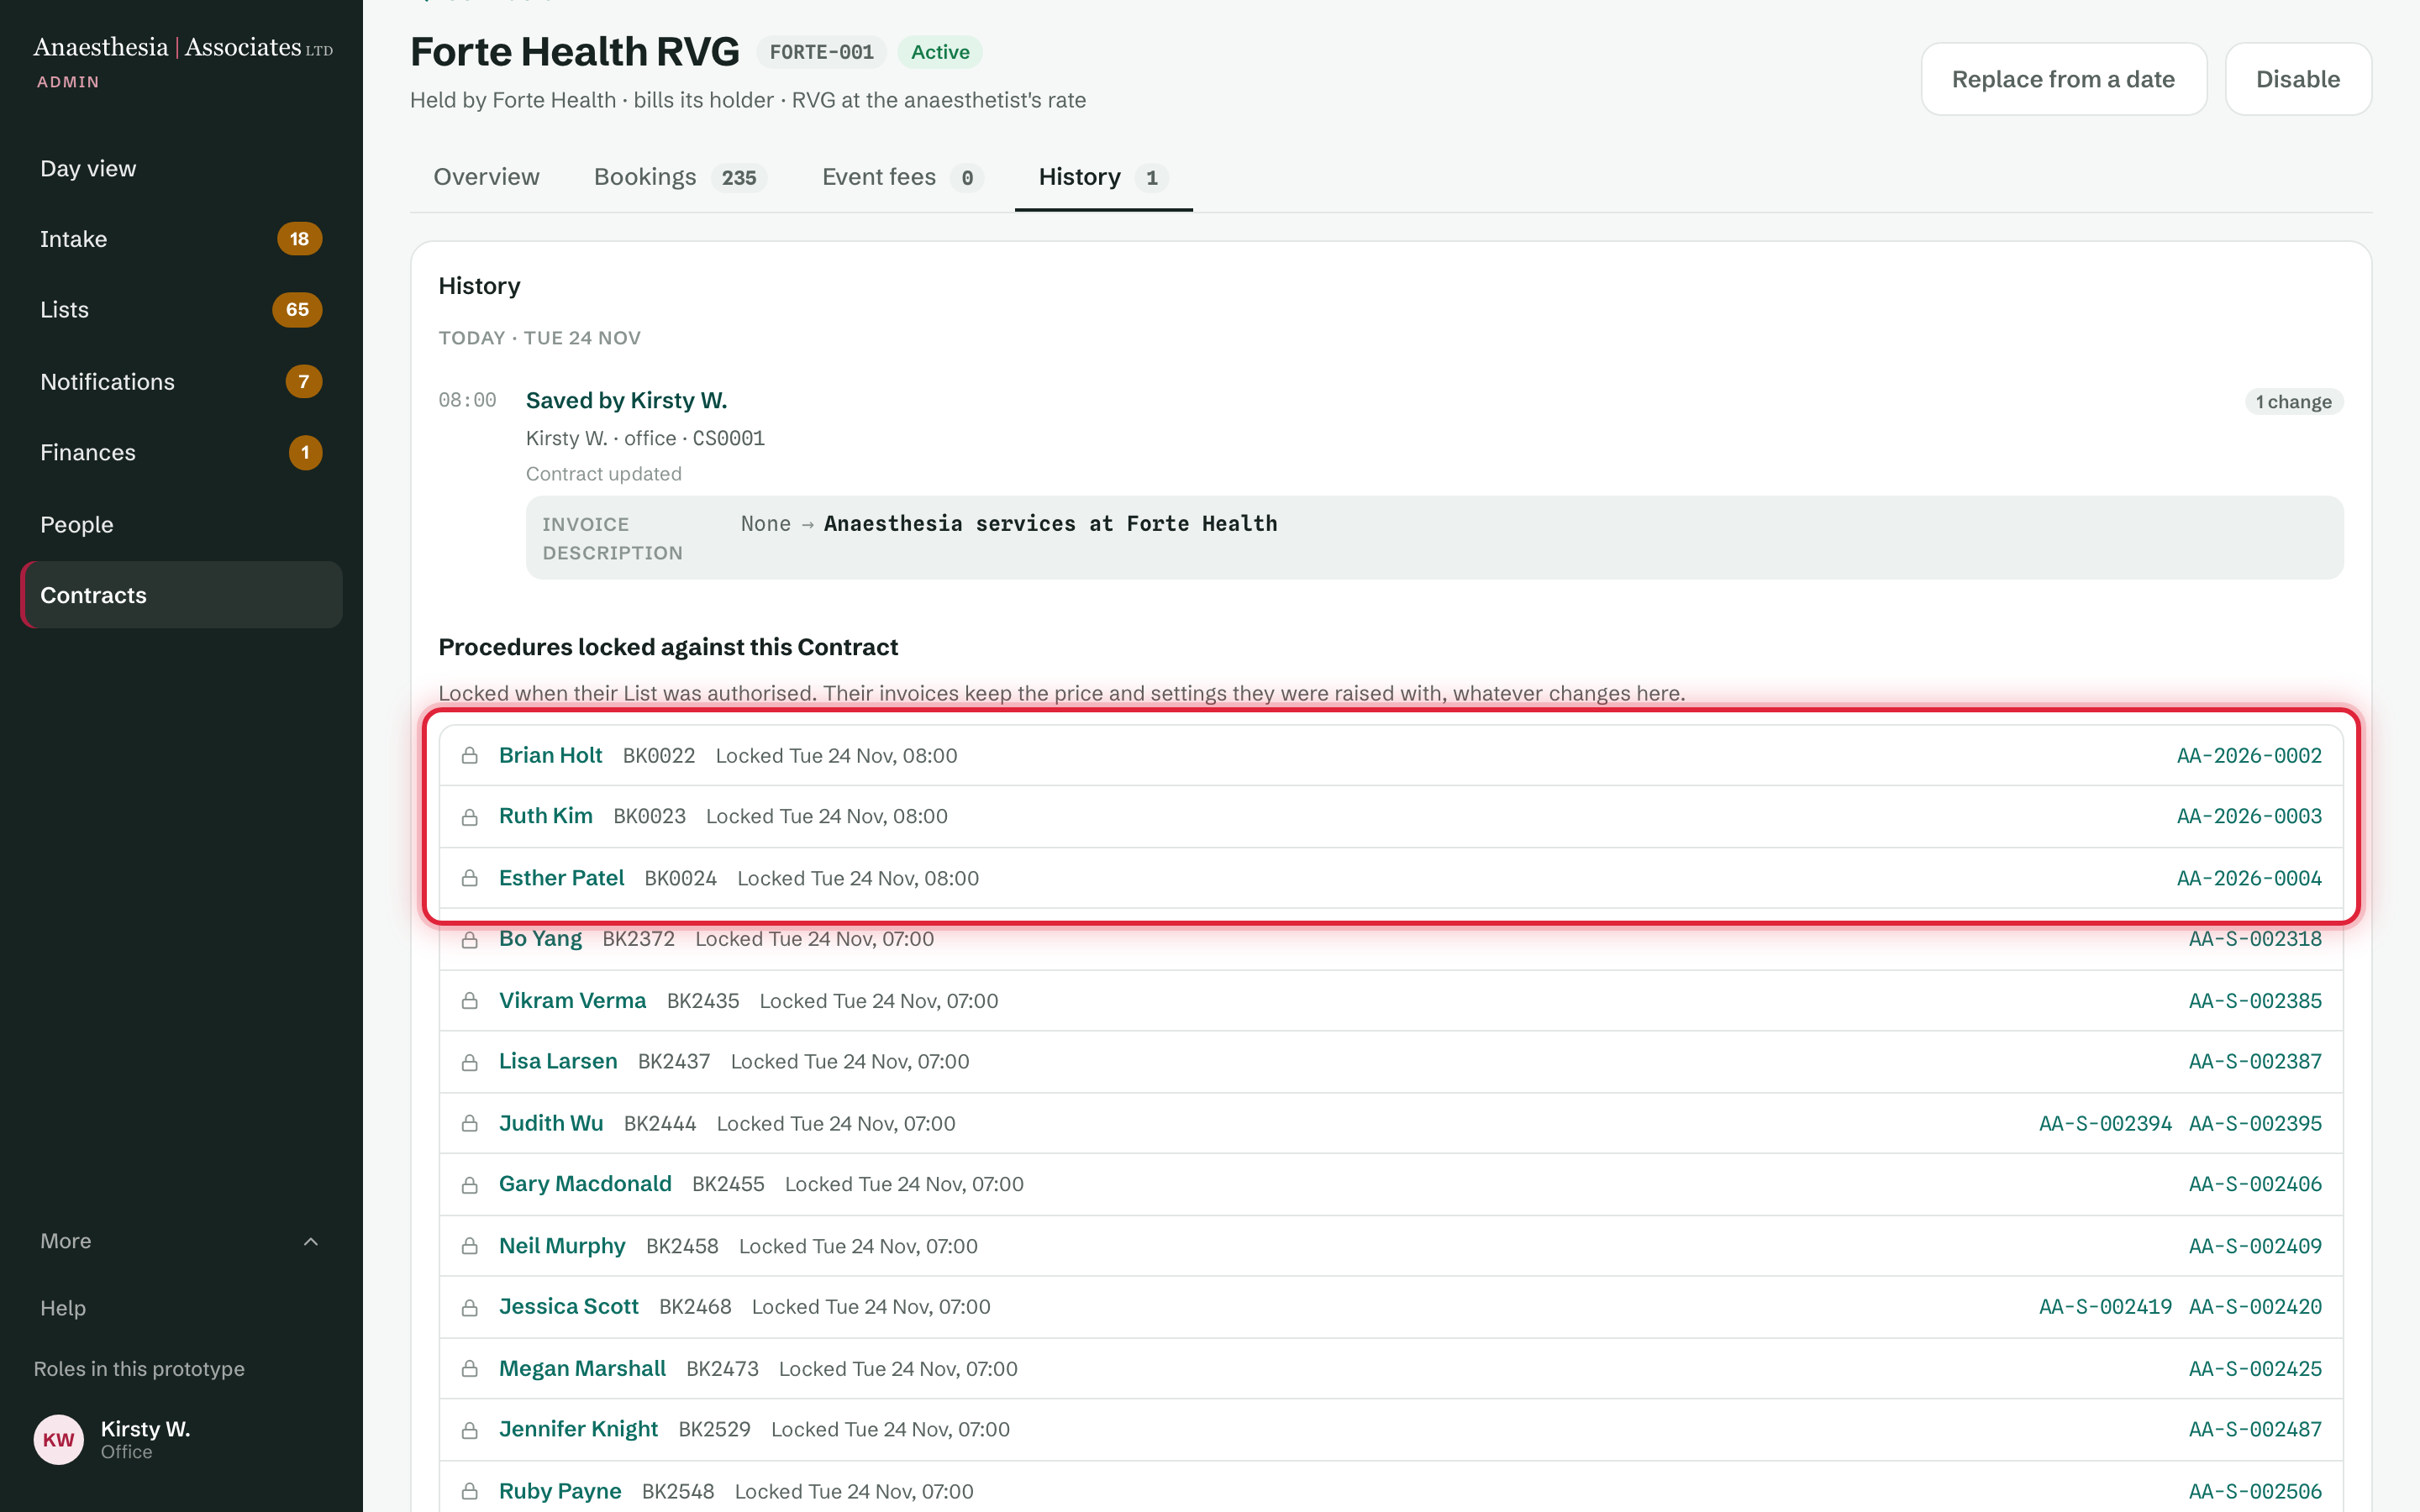 Anaesthesia | Associates LTD
ADMIN
Day view
Intake 18
Lists 65
Notifications 7
Finances 1
People
Contracts
More
Help
Roles in this prototype
KW
Kirsty W.
Office
Forte Health RVG FORTE-001 Active
Held by Forte Health · bills its holder · RVG at the anaesthetist's rate
Replace from a date
Disable
Overview Bookings 235 Event fees 0 History 1
History
TODAY · TUE 24 NOV
08:00 Saved by Kirsty W. 1 change
Kirsty W. · office · CS0001
Contract updated
INVOICE DESCRIPTION None → Anaesthesia services at Forte Health
Procedures locked against this Contract
Locked when their List was authorised. Their invoices keep the price and settings they were raised with, whatever changes here.
Brian Holt BK0022 Locked Tue 24 Nov, 08:00 AA-2026-0002
Ruth Kim BK0023 Locked Tue 24 Nov, 08:00 AA-2026-0003
Esther Patel BK0024 Locked Tue 24 Nov, 08:00 AA-2026-0004
Bo Yang BK2372 Locked Tue 24 Nov, 07:00 AA-S-002318
Vikram Verma BK2435 Locked Tue 24 Nov, 07:00 AA-S-002385
Lisa Larsen BK2437 Locked Tue 24 Nov, 07:00 AA-S-002387
Judith Wu BK2444 Locked Tue 24 Nov, 07:00 AA-S-002394 AA-S-002395
Gary Macdonald BK2455 Locked Tue 24 Nov, 07:00 AA-S-002406
Neil Murphy BK2458 Locked Tue 24 Nov, 07:00 AA-S-002409
Jessica Scott BK2468 Locked Tue 24 Nov, 07:00 AA-S-002419 AA-S-002420
Megan Marshall BK2473 Locked Tue 24 Nov, 07:00 AA-S-002425
Jennifer Knight BK2529 Locked Tue 24 Nov, 07:00 AA-S-002487
Ruby Payne BK2548 Locked Tue 24 Nov, 07:00 AA-S-002506